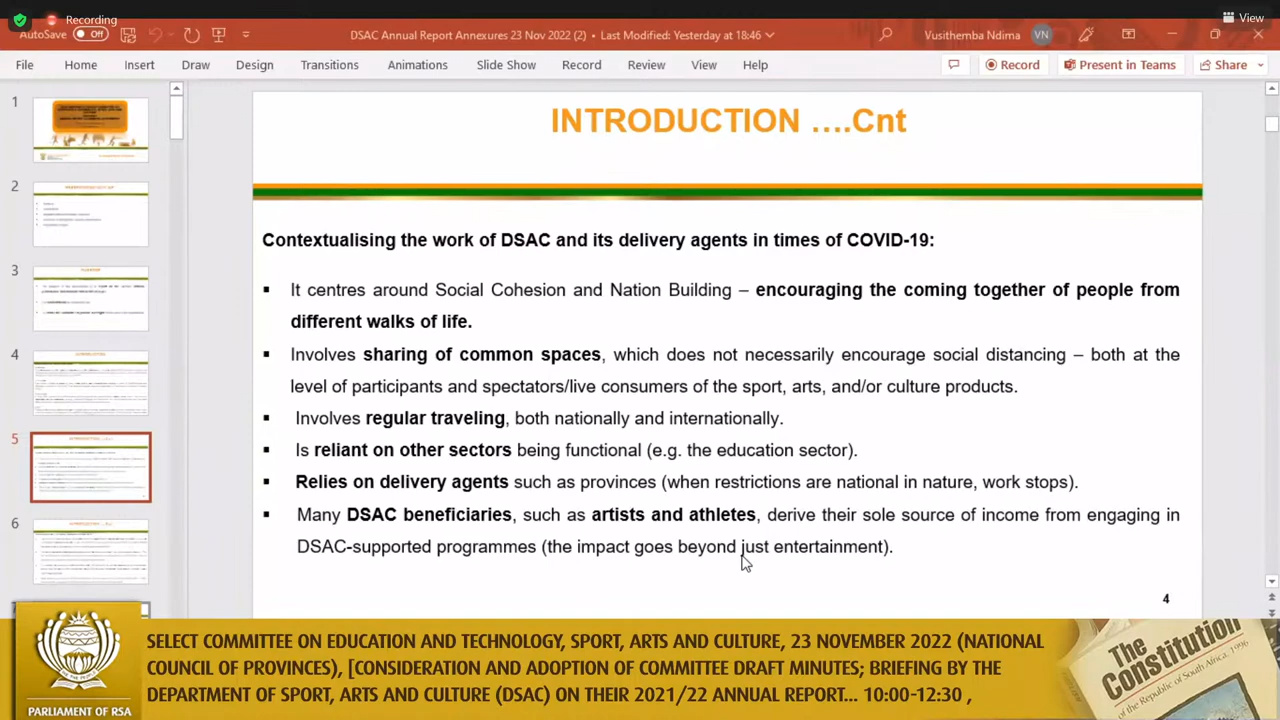 Recording
View
AutoSave Off
DSAC Annual Report Annexures 23 Nov 2022 (2) • Last Modified: Yesterday at 18:46
Vusithemba Ndima VN
File Home Insert Draw Design Transitions Animations Slide Show Record Review View Help Record Present in Teams Share
1
2
3
4
5
6
INTRODUCTION ….Cnt
Contextualising the work of DSAC and its delivery agents in times of COVID-19:
▪ It centres around Social Cohesion and Nation Building – encouraging the coming together of people from
different walks of life.
▪ Involves sharing of common spaces, which does not necessarily encourage social distancing – both at the
level of participants and spectators/live consumers of the sport, arts, and/or culture products.
▪ Involves regular traveling, both nationally and internationally.
▪ Is reliant on other sectors being functional (e.g. the education sector).
▪ Relies on delivery agents such as provinces (when restrictions are national in nature, work stops).
▪ Many DSAC beneficiaries, such as artists and athletes, derive their sole source of income from engaging in
DSAC-supported programmes (the impact goes beyond just entertainment).
4
PARLIAMENT OF RSA
SELECT COMMITTEE ON EDUCATION AND TECHNOLOGY, SPORT, ARTS AND CULTURE, 23 NOVEMBER 2022 (NATIONAL
COUNCIL OF PROVINCES), [CONSIDERATION AND ADOPTION OF COMMITTEE DRAFT MINUTES; BRIEFING BY THE
DEPARTMENT OF SPORT, ARTS AND CULTURE (DSAC) ON THEIR 2021/22 ANNUAL REPORT... 10:00-12:30 ,
The
Constitution
of the Republic of South Africa, 1996